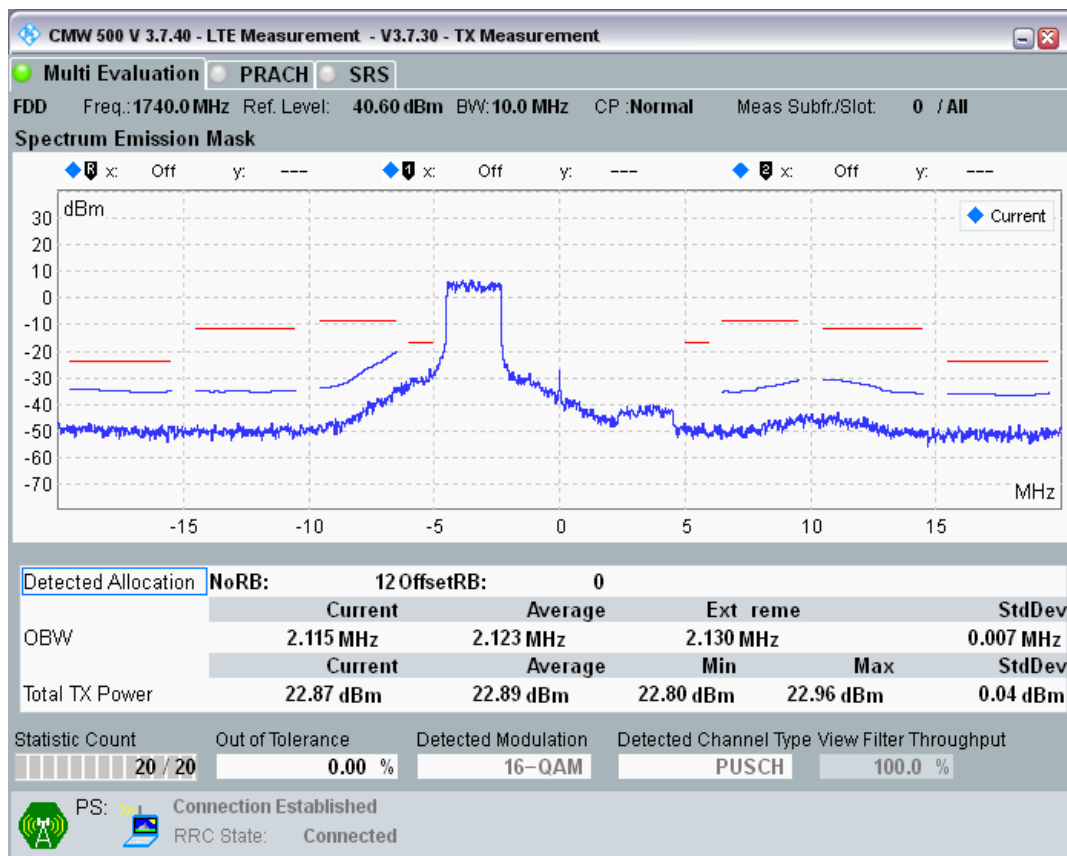 CMW 500 V 3.7.40 - LTE Measurement - V3.7.30 - TX Measurement
Multi Evaluation PRACH SRS
FDD Freq.: 1740.0 MHz Ref. Level: 40.60 dBm BW: 10.0 MHz CP :Normal Meas Subfr./Slot: 0 / All
Spectrum Emission Mask
R x: Off y: --- 1 x: Off y: --- 2 x: Off y: ---
dBm
Current
30
20
10
0
-10
-20
-30
-40
-50
-60
-70
MHz
-15 -10 -5 0 5 10 15
Detected Allocation NoRB: 12 OffsetRB: 0
Current Average Ext reme StdDev
OBW 2.115 MHz 2.123 MHz 2.130 MHz 0.007 MHz
Current Average Min Max StdDev
Total TX Power 22.87 dBm 22.89 dBm 22.80 dBm 22.96 dBm 0.04 dBm
Statistic Count Out of Tolerance Detected Modulation Detected Channel Type View Filter Throughput
20 / 20 0.00 % 16-QAM PUSCH 100.0 %
PS: Connection Established
RRC State: Connected